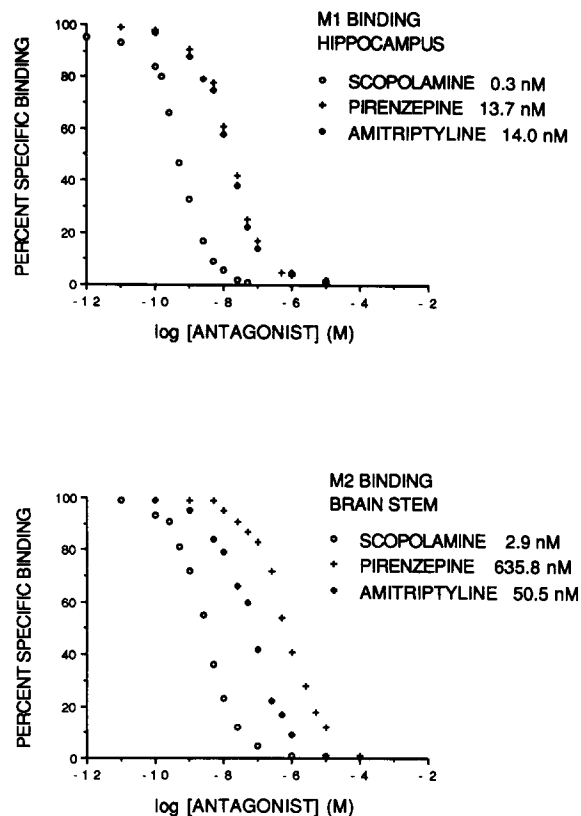 M1 BINDING
HIPPOCAMPUS
SCOPOLAMINE 0.3 nM
PIRENZEPINE 13.7 nM
AMITRIPTYLINE 14.0 nM
PERCENT SPECIFIC BINDING
100
80
60
40
20
0
-12 -10 -8 -6 -4 -2
log [ANTAGONIST] (M)
M2 BINDING
BRAIN STEM
SCOPOLAMINE 2.9 nM
PIRENZEPINE 635.8 nM
AMITRIPTYLINE 50.5 nM
PERCENT SPECIFIC BINDING
100
80
60
40
20
0
-12 -10 -8 -6 -4 -2
log [ANTAGONIST] (M)